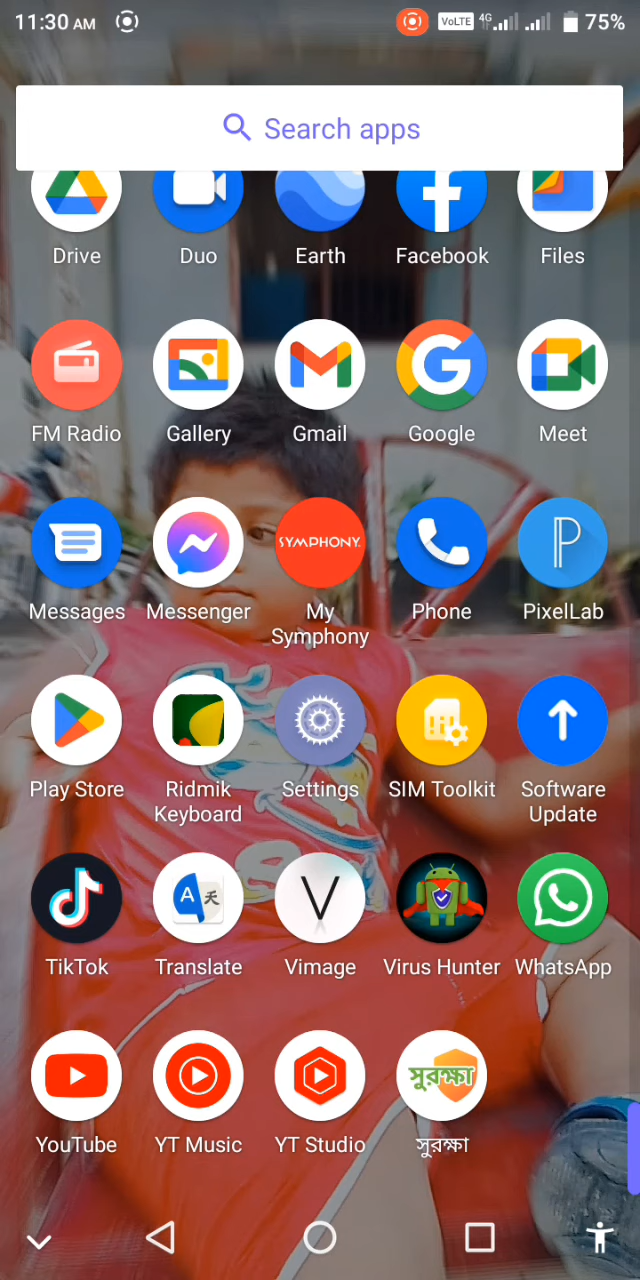 11:30 AM
VoLTE 4G 75%
Search apps
Drive Duo Earth Facebook Files
FM Radio Gallery Gmail Google Meet
SYMPHONY.
Messages Messenger My Symphony Phone PixelLab
Play Store Ridmik Keyboard Settings SIM Toolkit Software Update
A
TikTok Translate Vimage Virus Hunter WhatsApp
সুরক্ষা
YouTube YT Music YT Studio সুরক্ষা